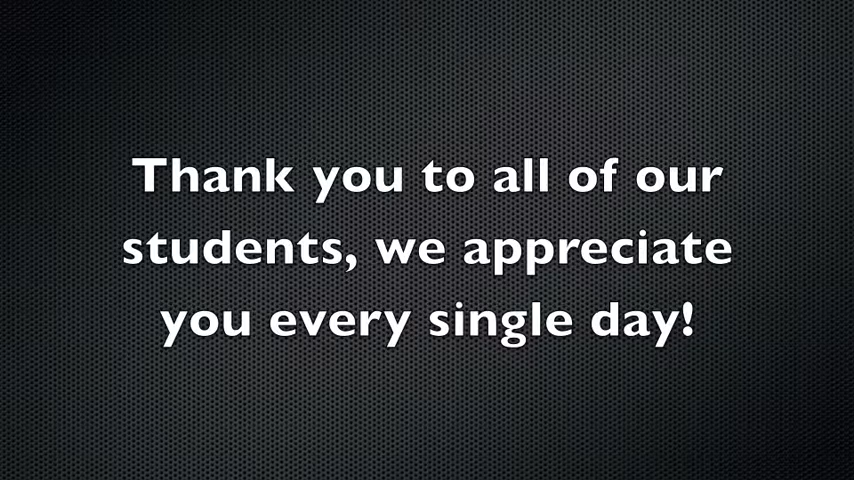 Thank you to all of our
students, we appreciate
you every single day!